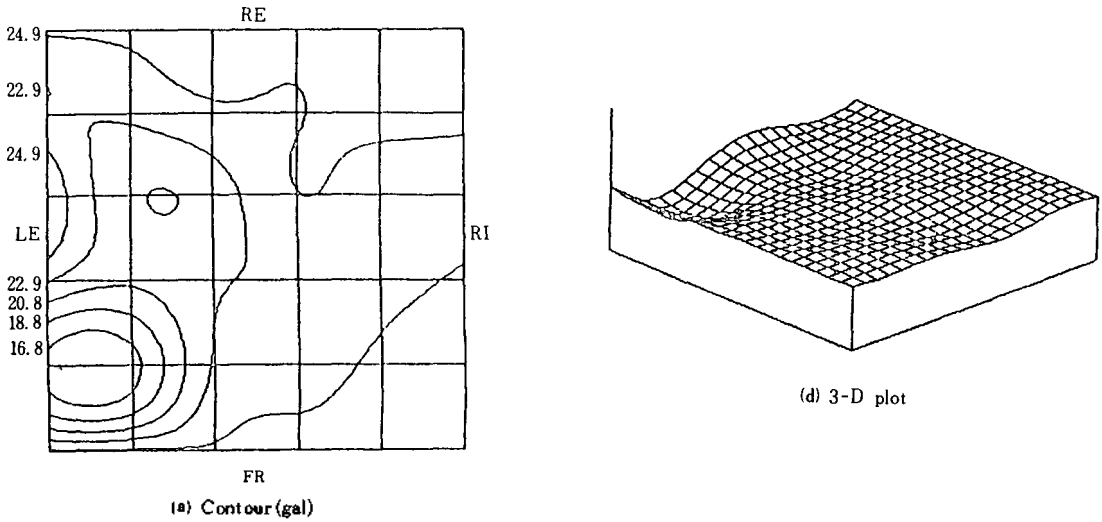 RE
24.9
22.9
24.9
LE
RI
22.9
20.8
18.8
16.8
FR
(a) Contour(gal)
(d) 3-D plot